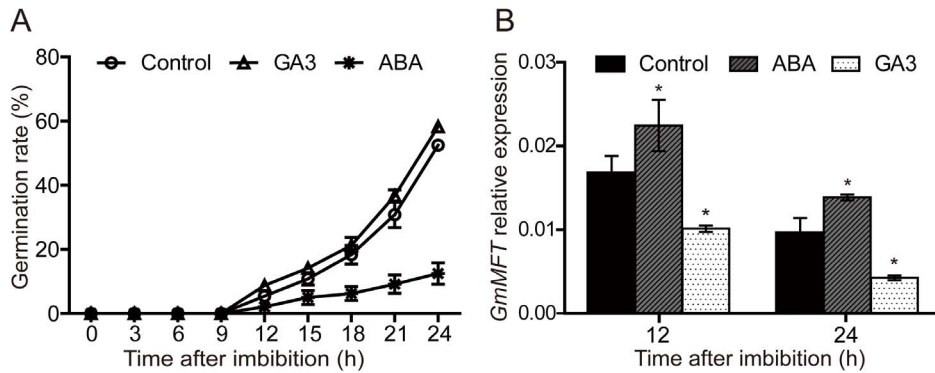 A
Control GA3 ABA
Germination rate (%)
80
60
40
20
0
0 3 6 9 12 15 18 21 24
Time after imbibition (h)
B
Control ABA GA3
GmMFT relative expression
0.03
0.02
0.01
0.00
* *
* *
12 24
Time after imbibition (h)